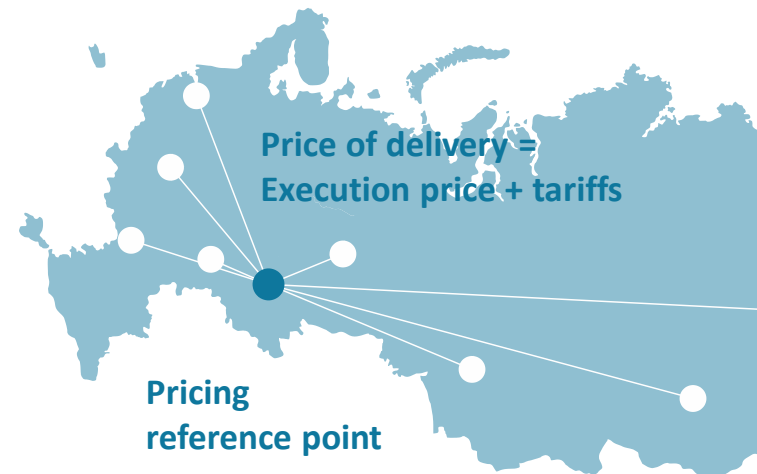 Price of delivery =
Execution price + tariffs
Pricing
reference point